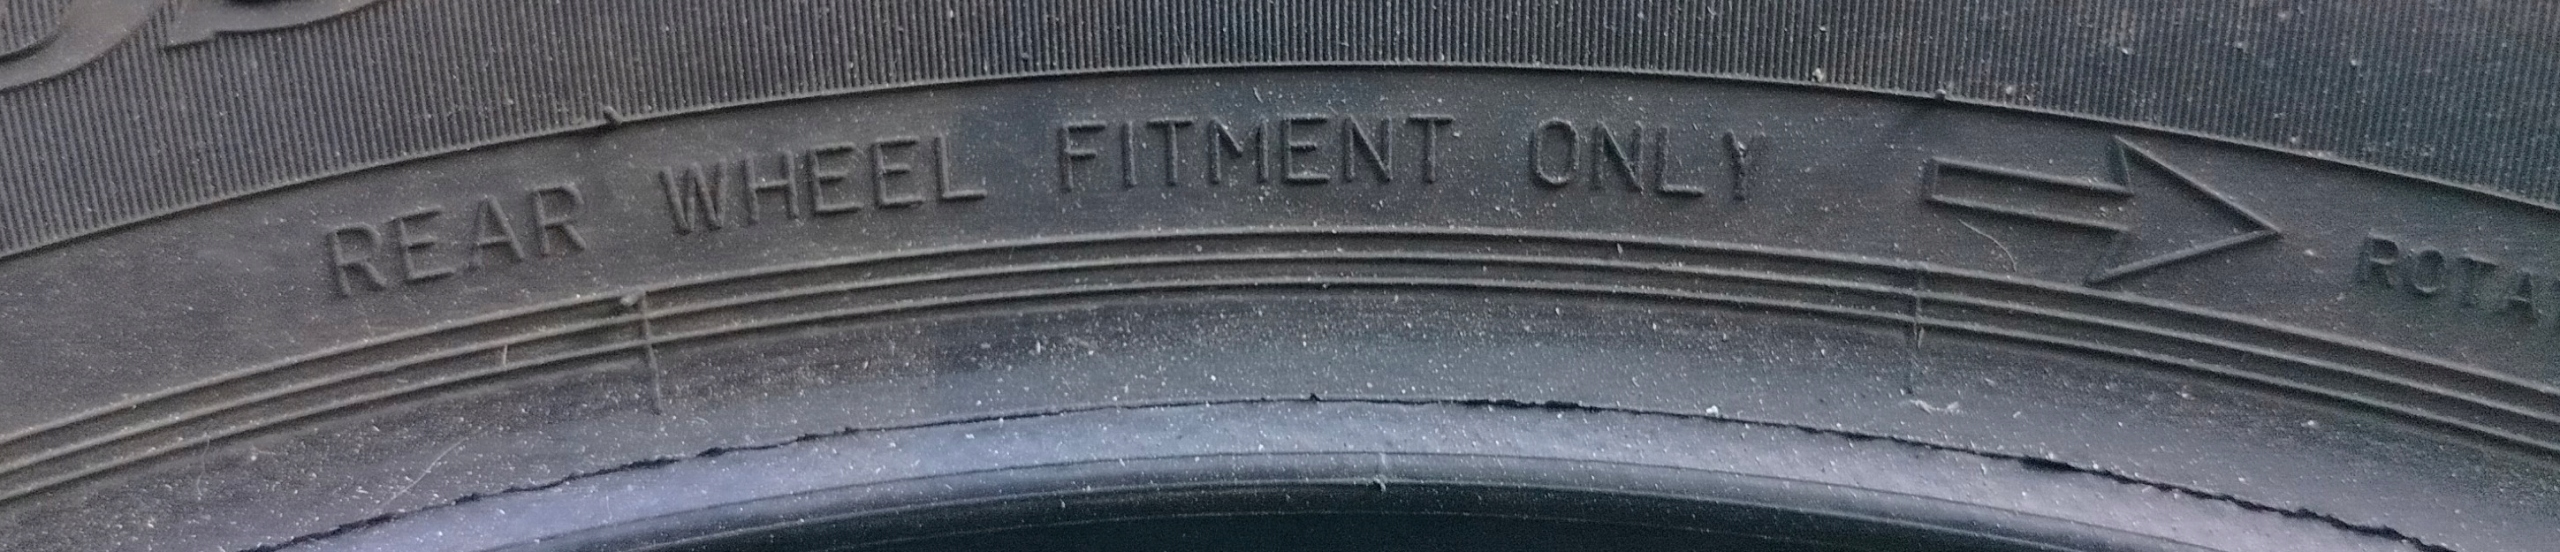 REAR WHEEL FITMENT ONLY